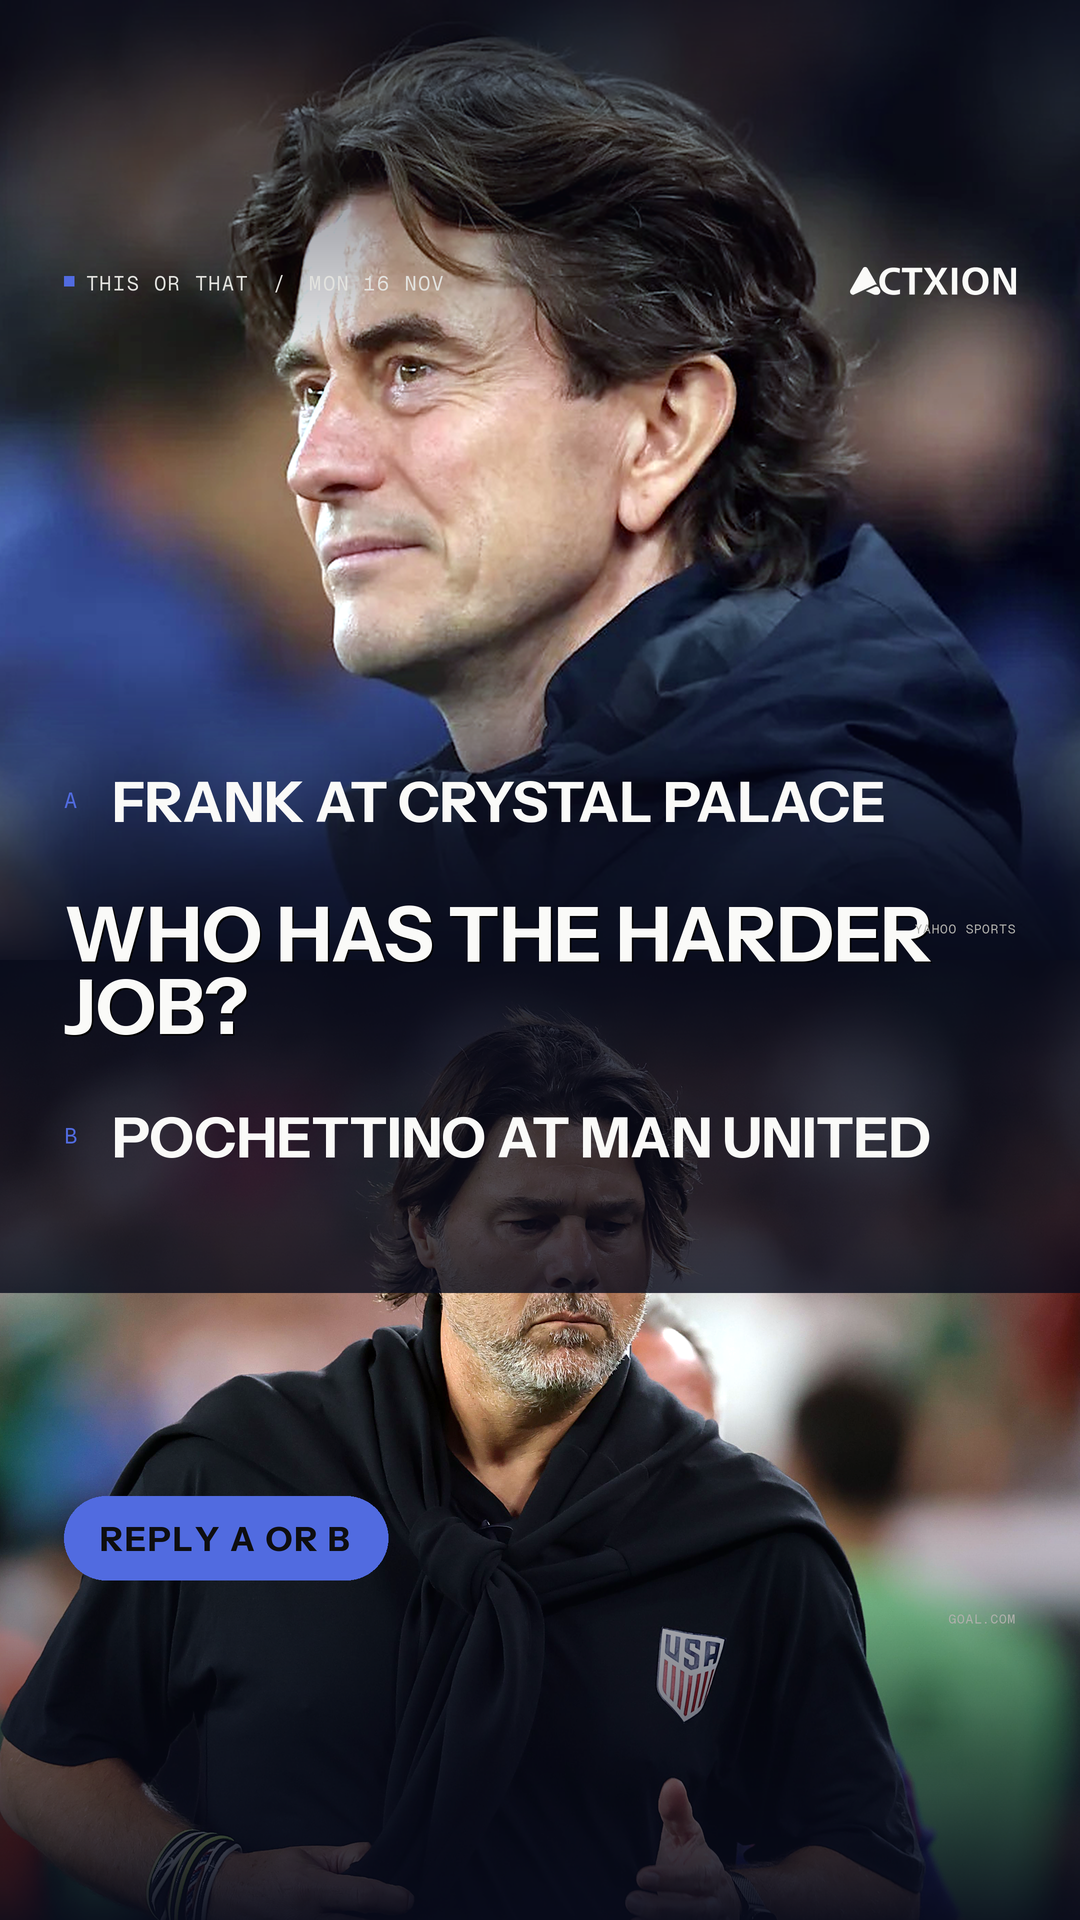 THIS OR THAT / MON 16 NOV
ACTXION
A FRANK AT CRYSTAL PALACE
WHO HAS THE HARDER
JOB?
YAHOO SPORTS
B POCHETTINO AT MAN UNITED
REPLY A OR B
GOAL.COM
USA